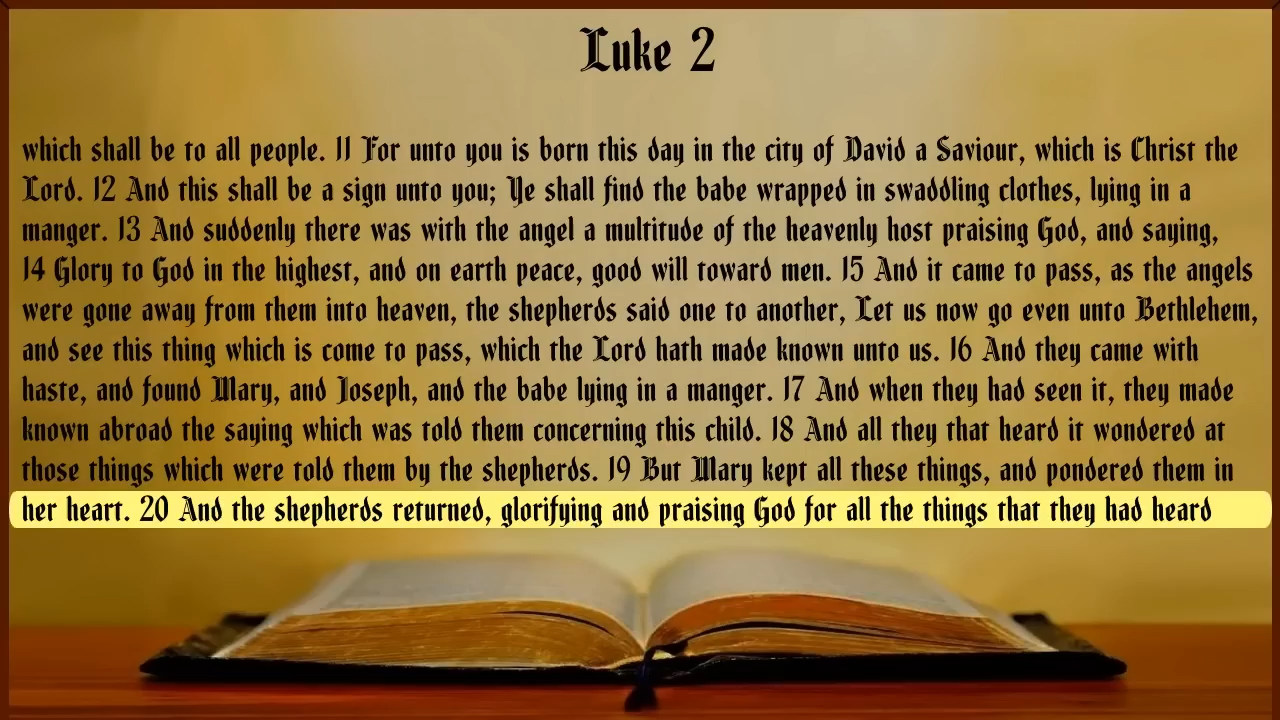 Luke 2
which shall be to all people. 11 For unto you is born this day in the city of David a Saviour, which is Christ the
Lord. 12 And this shall be a sign unto you; Ye shall find the babe wrapped in swaddling clothes, lying in a
manger. 13 And suddenly there was with the angel a multitude of the heavenly host praising God, and saying,
14 Glory to God in the highest, and on earth peace, good will toward men. 15 And it came to pass, as the angels
were gone away from them into heaven, the shepherds said one to another, Let us now go even unto Bethlehem,
and see this thing which is come to pass, which the Lord hath made known unto us. 16 And they came with
haste, and found Mary, and Joseph, and the babe lying in a manger. 17 And when they had seen it, they made
known abroad the saying which was told them concerning this child. 18 And all they that heard it wondered at
those things which were told them by the shepherds. 19 But Mary kept all these things, and pondered them in
her heart. 20 And the shepherds returned, glorifying and praising God for all the things that they had heard